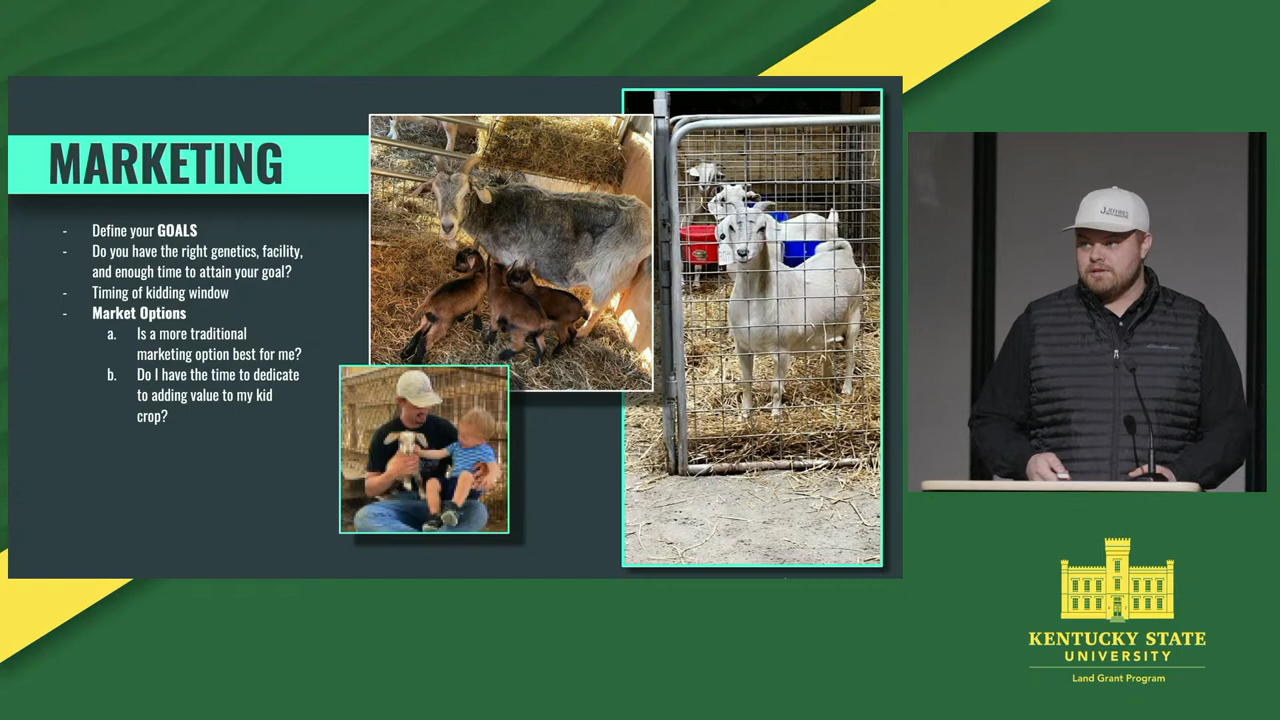 MARKETING
- Define your GOALS
- Do you have the right genetics, facility,
and enough time to attain your goal?
- Timing of kidding window
- Market Options
a. Is a more traditional
marketing option best for me?
b. Do I have the time to dedicate
to adding value to my kid
crop?
KENTUCKY STATE
UNIVERSITY
Land Grant Program